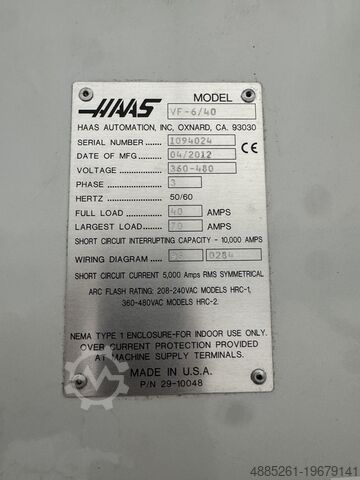 HAAS
MODEL
VF-6/40
HAAS AUTOMATION, INC, OXNARD, CA. 93030
SERIAL NUMBER 1094024
DATE OF MFG 04/2012 CE
VOLTAGE 360-480
PHASE 3
HERTZ 50/60
FULL LOAD 40 AMPS
LARGEST LOAD 70 AMPS
SHORT CIRCUIT INTERRUPTING CAPACITY - 10,000 AMPS
WIRING DIAGRAM 0284
SHORT CIRCUIT CURRENT 5,000 Amps RMS SYMMETRICAL
ARC FLASH RATING: 208-240VAC MODELS HRC-1,
360-480VAC MODELS HRC-2.
NEMA TYPE 1 ENCLOSURE-FOR INDOOR USE ONLY.
OVER CURRENT PROTECTION PROVIDED
AT MACHINE SUPPLY TERMINALS.
MADE IN U.S.A.
P/N 29-10048
4885261-19679141